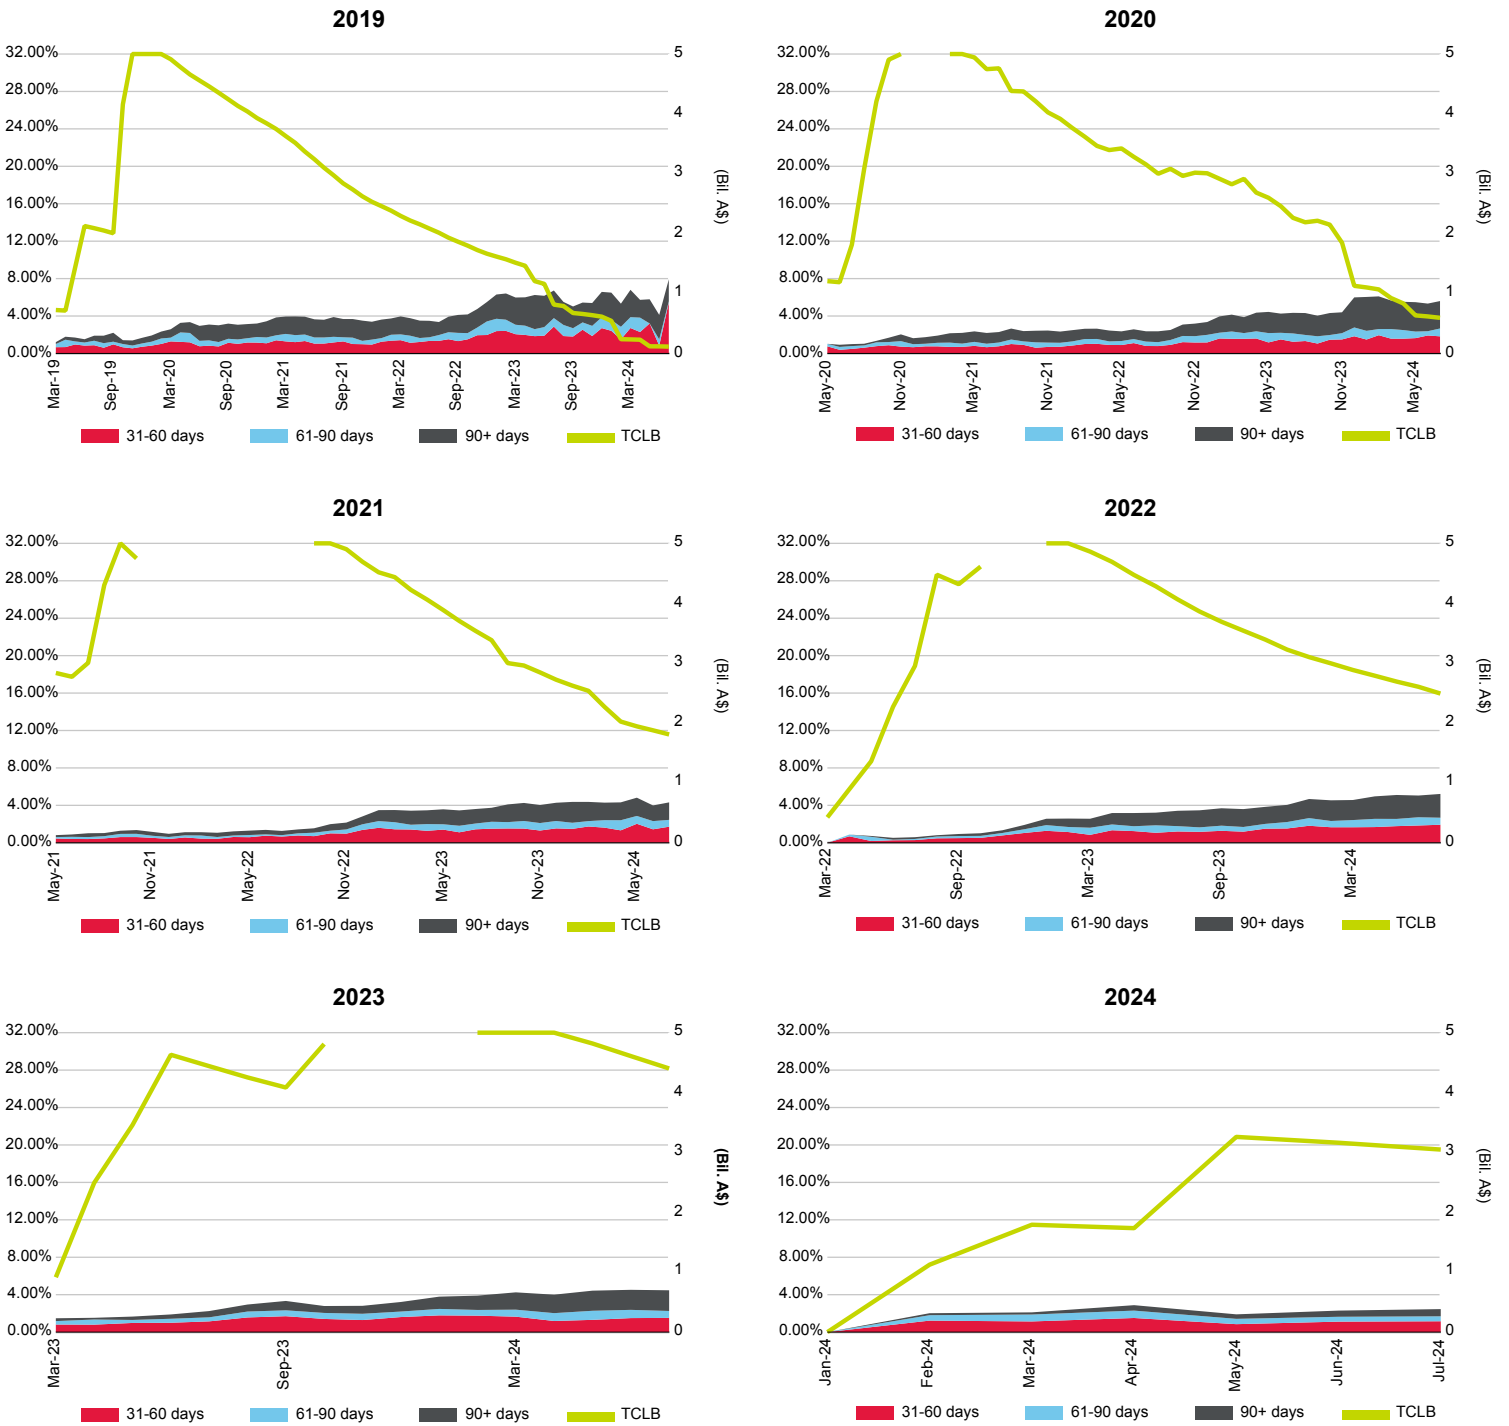 2019
32.00%
28.00%
24.00%
20.00%
16.00%
12.00%
8.00%
4.00%
0.00%
5
4
3
2
1
0
(Bil. A$)
Mar-19
Sep-19
Mar-20
Sep-20
Mar-21
Sep-21
Mar-22
Sep-22
Mar-23
Sep-23
Mar-24
31-60 days 61-90 days 90+ days TCLB
2020
32.00%
28.00%
24.00%
20.00%
16.00%
12.00%
8.00%
4.00%
0.00%
5
4
3
2
1
0
(Bil. A$)
May-20
Nov-20
May-21
Nov-21
May-22
Nov-22
May-23
Nov-23
May-24
31-60 days 61-90 days 90+ days TCLB
2021
32.00%
28.00%
24.00%
20.00%
16.00%
12.00%
8.00%
4.00%
0.00%
5
4
3
2
1
0
(Bil. A$)
May-21
Nov-21
May-22
Nov-22
May-23
Nov-23
May-24
31-60 days 61-90 days 90+ days TCLB
2022
32.00%
28.00%
24.00%
20.00%
16.00%
12.00%
8.00%
4.00%
0.00%
5
4
3
2
1
0
(Bil. A$)
Mar-22
Sep-22
Mar-23
Sep-23
Mar-24
31-60 days 61-90 days 90+ days TCLB
2023
32.00%
28.00%
24.00%
20.00%
16.00%
12.00%
8.00%
4.00%
0.00%
5
4
3
2
1
0
(Bil. A$)
Mar-23
Sep-23
Mar-24
31-60 days 61-90 days 90+ days TCLB
2024
32.00%
28.00%
24.00%
20.00%
16.00%
12.00%
8.00%
4.00%
0.00%
5
4
3
2
1
0
(Bil. A$)
Jan-24
Feb-24
Mar-24
Apr-24
May-24
Jun-24
Jul-24
31-60 days 61-90 days 90+ days TCLB